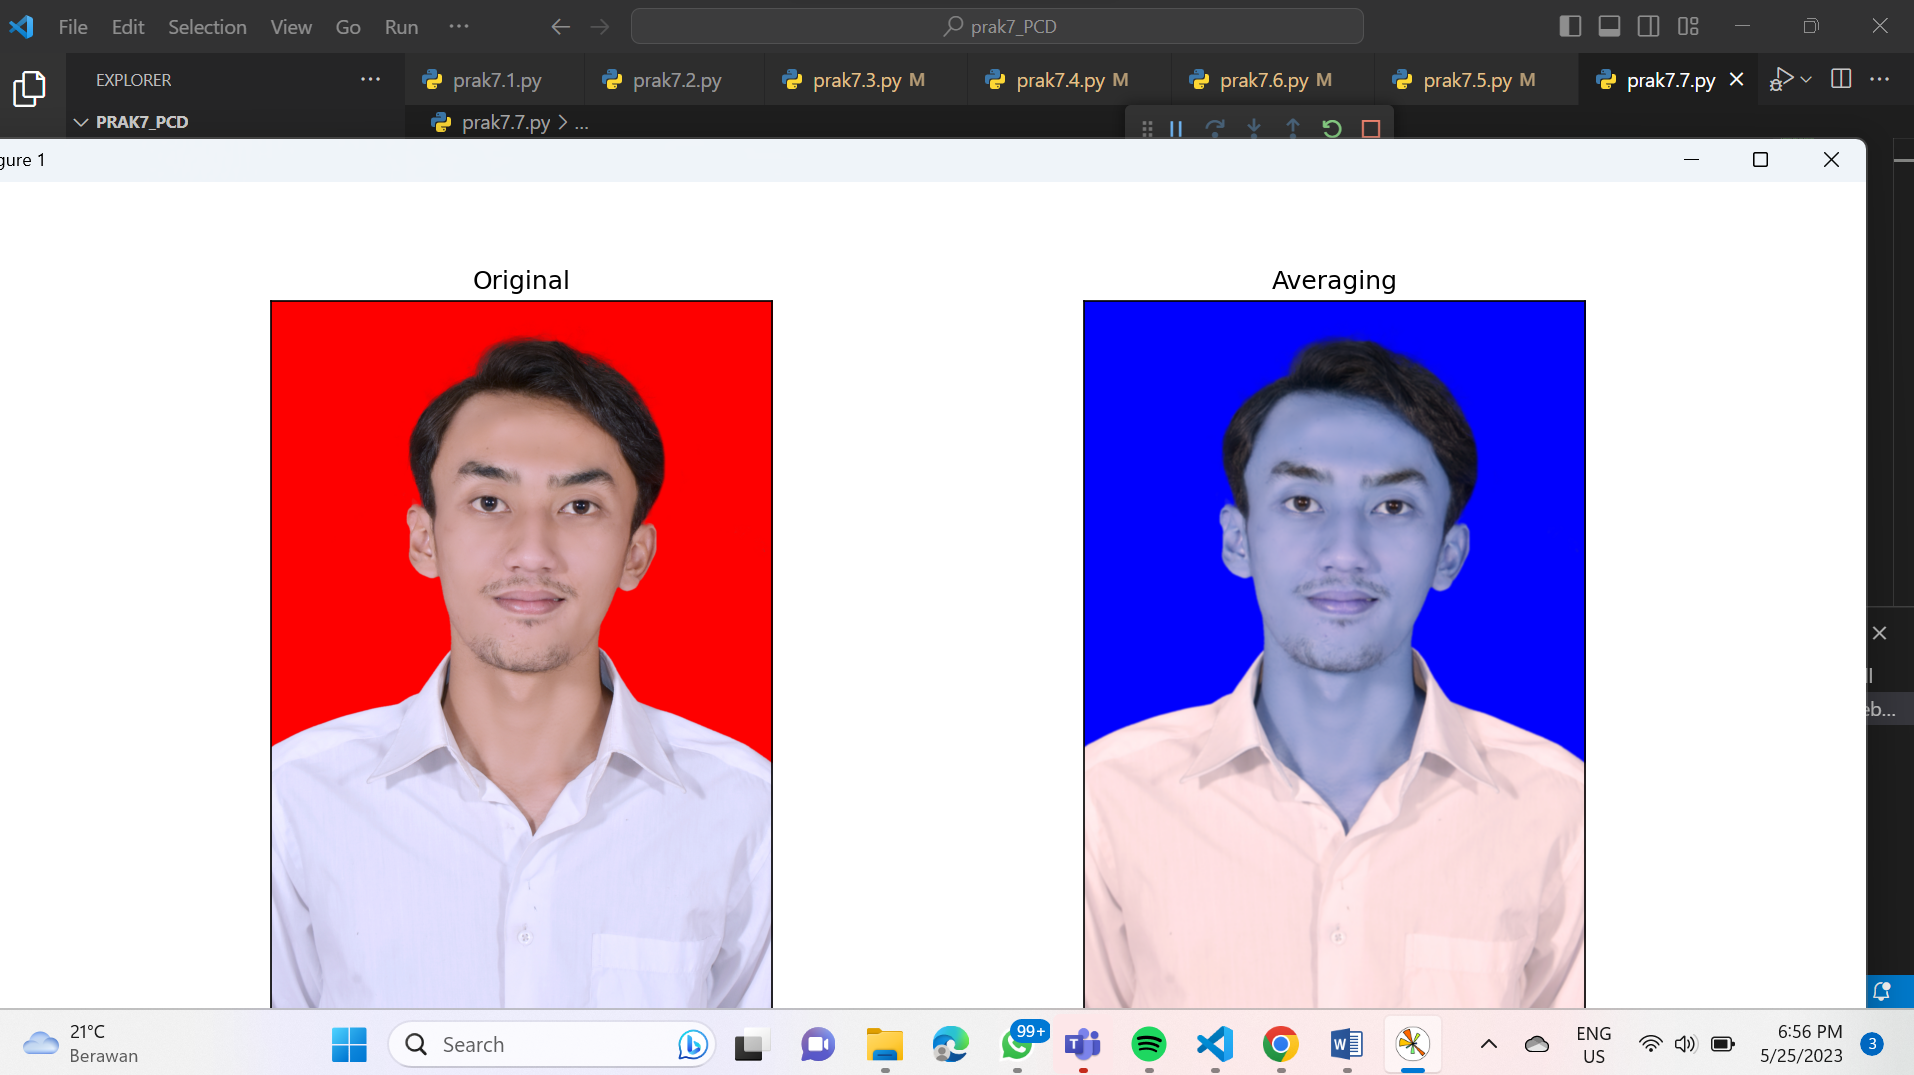 File Edit Selection View Go Run ··· prak7_PCD
EXPLORER ··· prak7.1.py prak7.2.py prak7.3.py M prak7.4.py M prak7.6.py M prak7.5.py M prak7.7.py
PRAK7_PCD prak7.7.py > ...
gure 1
Original Averaging
ll
eb...
21°C
Berawan
Search
99+
ENG
US
6:56 PM
5/25/2023
3